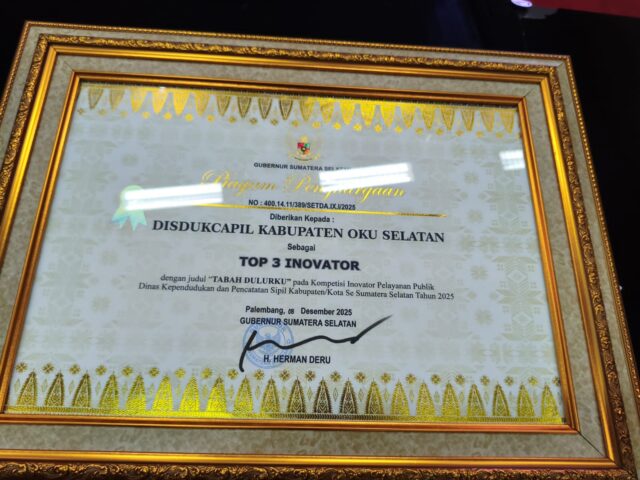 GUBERNUR SUMATERA SELATAN
Piagam Penghargaan
NO : 400.14.11/389/SETDA.IX.I/2025
Diberikan Kepada :
DISDUKCAPIL KABUPATEN OKU SELATAN
Sebagai
TOP 3 INOVATOR
dengan judul "TABAH DULURKU" pada Kompetisi Inovator Pelayanan Publik
Dinas Kependudukan dan Pencatatan Sipil Kabupaten/Kota Se Sumatera Selatan Tahun 2025
Palembang, 08 Desember 2025
GUBERNUR SUMATERA SELATAN
H. HERMAN DERU